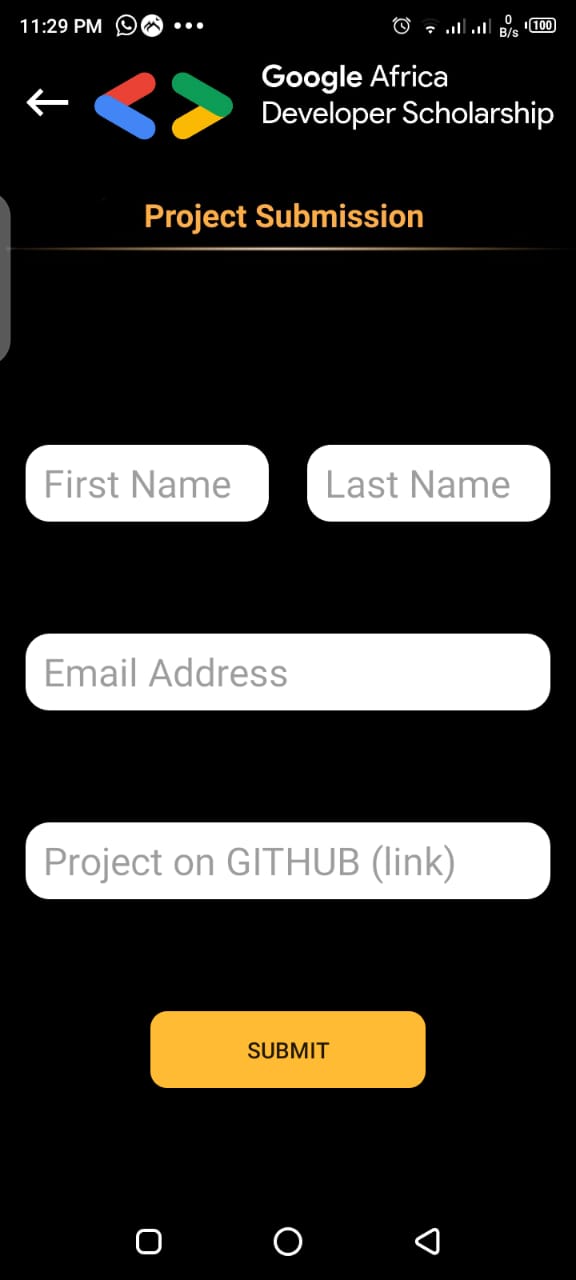 11:29 PM
0
B/s
100
Google Africa
Developer Scholarship
Project Submission
First Name
Last Name
Email Address
Project on GITHUB (link)
SUBMIT